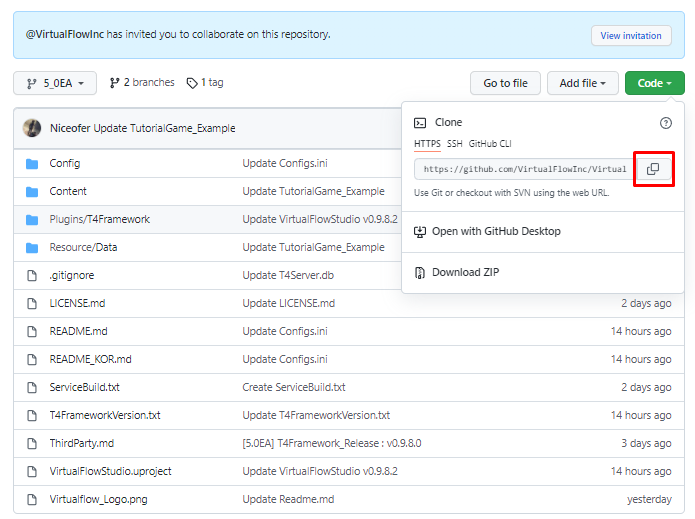 @VirtualFlowInc has invited you to collaborate on this repository.
View invitation
5_0EA
2 branches
1 tag
Go to file
Add file
Code
Niceofer Update TutorialGame_Example
Clone
HTTPS SSH GitHub CLI
https://github.com/VirtualFlowInc/Virtual
Use Git or checkout with SVN using the web URL.
Open with GitHub Desktop
Download ZIP
Config Update Configs.ini
Content Update TutorialGame_Example
Plugins/T4Framework Update VirtualFlowStudio v0.9.8.2
Resource/Data Update TutorialGame_Example
.gitignore Update T4Server.db
LICENSE.md Update LICENSE.md 2 days ago
README.md Update Configs.ini 14 hours ago
README_KOR.md Update Configs.ini 14 hours ago
ServiceBuild.txt Create ServiceBuild.txt 2 days ago
T4FrameworkVersion.txt Update T4FrameworkVersion.txt 14 hours ago
ThirdParty.md [5.0EA] T4Framework_Release : v0.9.8.0 3 days ago
VirtualFlowStudio.uproject Update VirtualFlowStudio v0.9.8.2 14 hours ago
Virtualflow_Logo.png Update Readme.md yesterday